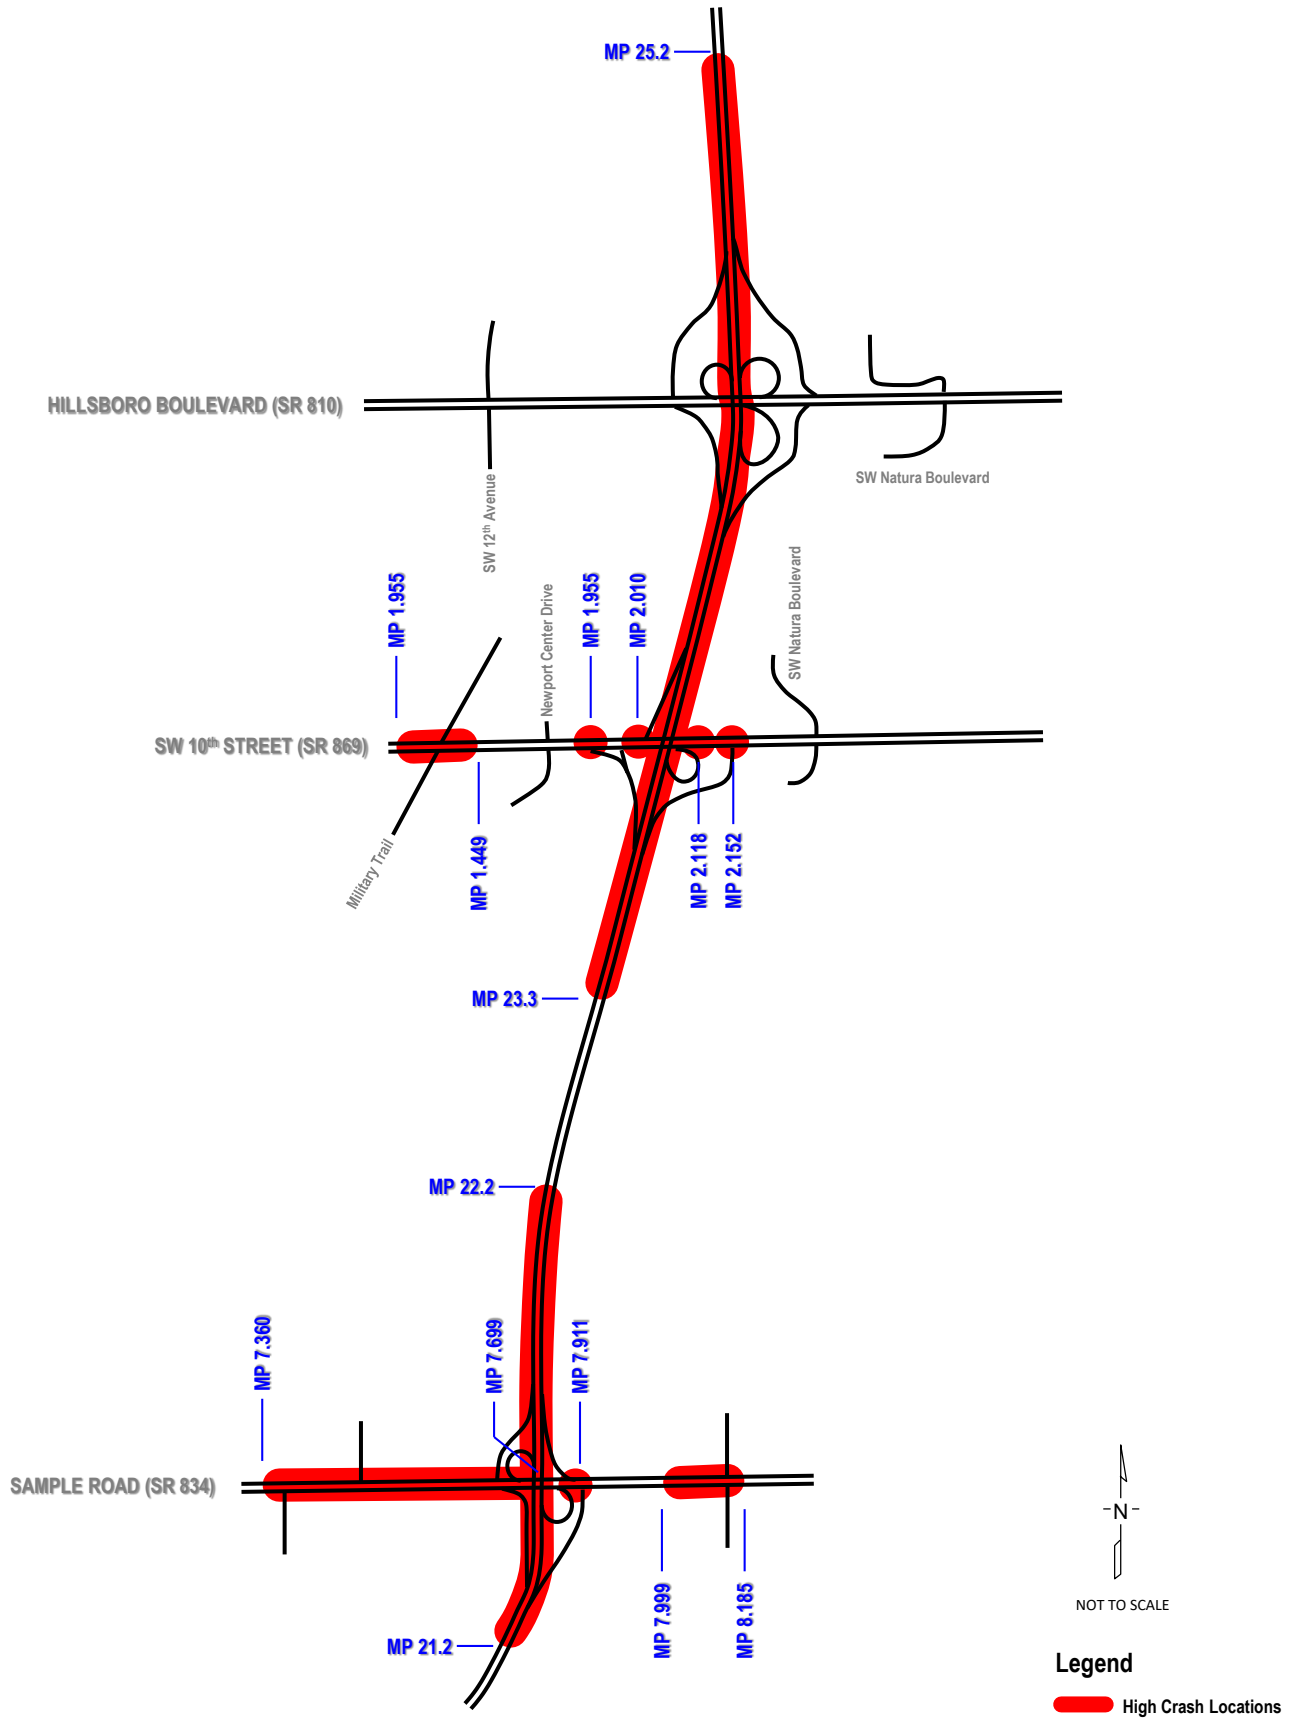 MP 25.2
HILLSBORO BOULEVARD (SR 810)
SW Natura Boulevard
SW 12th Avenue
MP 1.955
MP 1.955
MP 2.010
Newport Center Drive
SW Natura Boulevard
SW 10th STREET (SR 869)
Military Trail
MP 1.449
MP 2.118
MP 2.152
MP 23.3
MP 22.2
MP 7.360
MP 7.699
MP 7.911
SAMPLE ROAD (SR 834)
N
MP 7.999
MP 8.185
NOT TO SCALE
MP 21.2
Legend
High Crash Locations